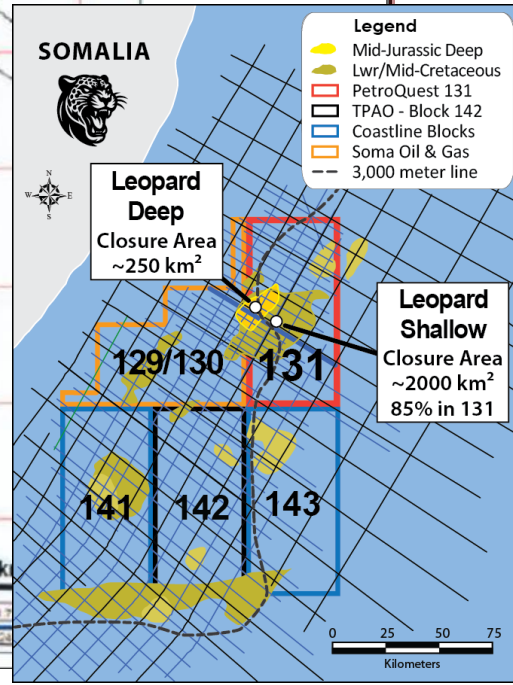 SOMALIA
Legend
Mid-Jurassic Deep
Lwr/Mid-Cretaceous
PetroQuest 131
TPAO - Block 142
Coastline Blocks
Soma Oil & Gas
3,000 meter line
N
W
E
S
Leopard
Deep
Closure Area
~250 km²
Leopard
Shallow
Closure Area
~2000 km²
85% in 131
129/130
131
141
142
143
0 25 50 75
Kilometers